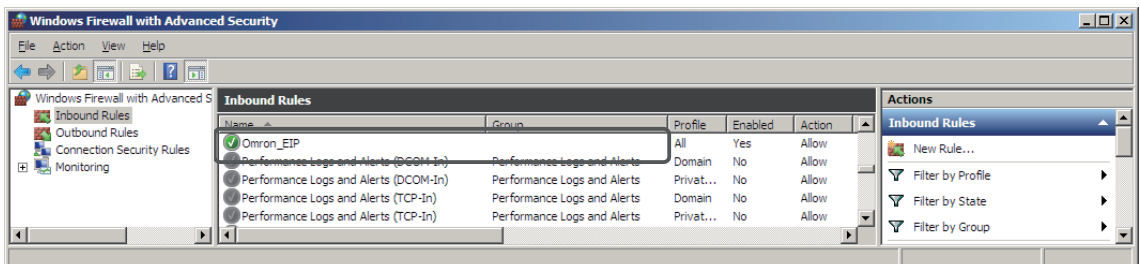 Windows Firewall with Advanced Security
File Action View Help
Windows Firewall with Advanced S
Inbound Rules
Outbound Rules
Connection Security Rules
Monitoring
Inbound Rules
Name Group Profile Enabled Action
Omron_EIP All Yes Allow
Performance Logs and Alerts (DCOM-In) Performance Logs and Alerts Domain No Allow
Performance Logs and Alerts (DCOM-In) Performance Logs and Alerts Privat... No Allow
Performance Logs and Alerts (TCP-In) Performance Logs and Alerts Domain No Allow
Performance Logs and Alerts (TCP-In) Performance Logs and Alerts Privat... No Allow
Actions
Inbound Rules
New Rule...
Filter by Profile
Filter by State
Filter by Group